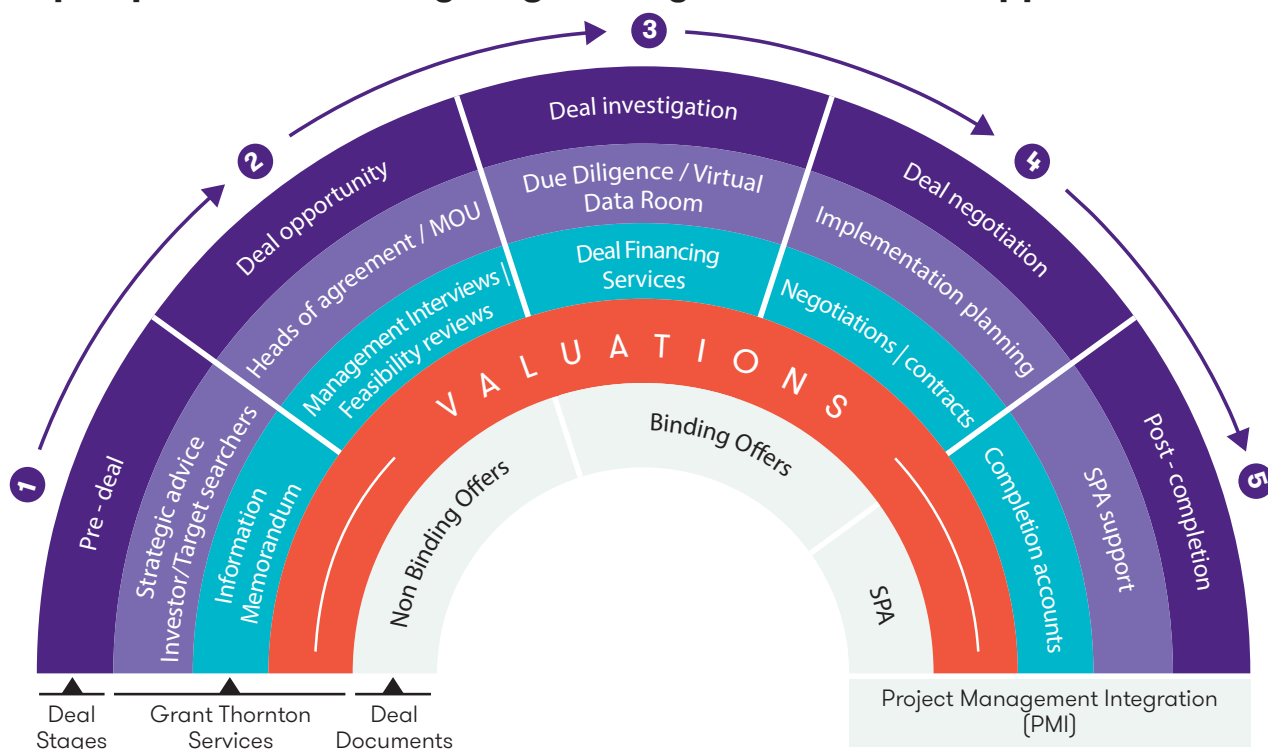 3
2
4
1
5
Deal investigation
Deal opportunity
Deal negotiation
Pre - deal
Post - completion
Due Diligence / Virtual
Data Room
Heads of agreement / MOU
Implementation planning
Strategic advice
Investor/Target searchers
SPA support
Deal Financing
Services
Management Interviews |
Feasibility reviews
Negotiations | contracts
Information
Memorandum
Completion accounts
VALUATIONS
Non Binding Offers
Binding Offers
SPA
Deal
Stages
Grant Thornton
Services
Deal
Documents
Project Management Integration
(PMI)